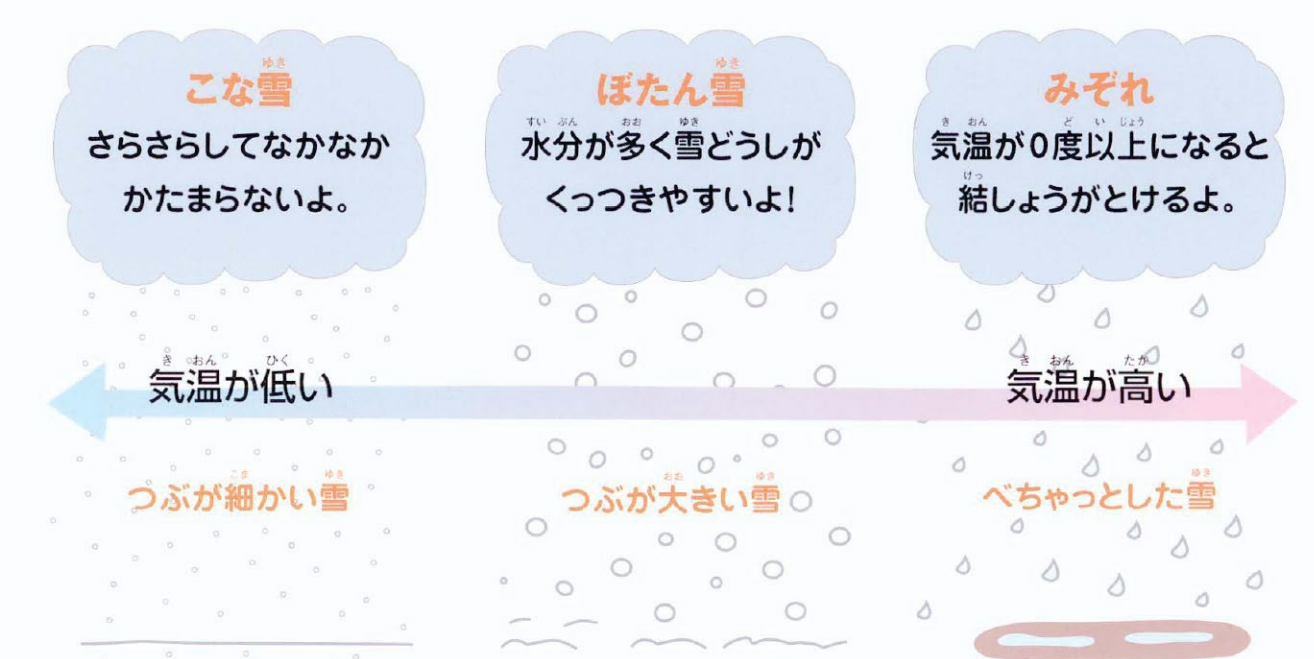 こな雪
さらさらしてなかなか
かたまらないよ。
ぼたん雪
水分が多く雪どうしが
くっつきやすいよ!
みぞれ
気温が0度以上になると
結しょうがとけるよ。
気温が低い
気温が高い
つぶが細かい雪
つぶが大きい雪
べちゃっとした雪